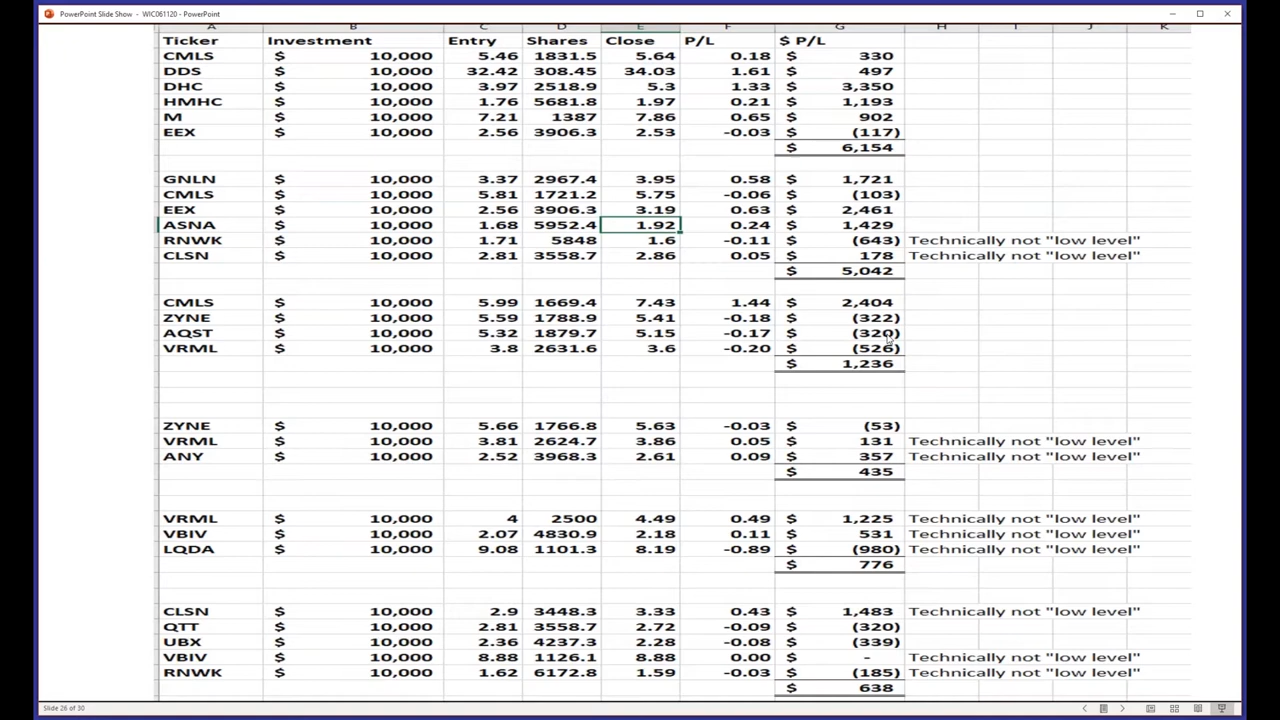 PowerPoint Slide Show - WIC061120 - PowerPoint
A B C D E F G H I J K
Ticker Investment Entry Shares Close P/L $ P/L
CMLS $ 10,000 5.46 1831.5 5.64 0.18 $ 330
DDS $ 10,000 32.42 308.45 34.03 1.61 $ 497
DHC $ 10,000 3.97 2518.9 5.3 1.33 $ 3,350
HMHC $ 10,000 1.76 5681.8 1.97 0.21 $ 1,193
M $ 10,000 7.21 1387 7.86 0.65 $ 902
EEX $ 10,000 2.56 3906.3 2.53 -0.03 $ (117)
$ 6,154
GNLN $ 10,000 3.37 2967.4 3.95 0.58 $ 1,721
CMLS $ 10,000 5.81 1721.2 5.75 -0.06 $ (103)
EEX $ 10,000 2.56 3906.3 3.19 0.63 $ 2,461
ASNA $ 10,000 1.68 5952.4 1.92 0.24 $ 1,429
RNWK $ 10,000 1.71 5848 1.6 -0.11 $ (643) Technically not "low level"
CLSN $ 10,000 2.81 3558.7 2.86 0.05 $ 178 Technically not "low level"
$ 5,042
CMLS $ 10,000 5.99 1669.4 7.43 1.44 $ 2,404
ZYNE $ 10,000 5.59 1788.9 5.41 -0.18 $ (322)
AQST $ 10,000 5.32 1879.7 5.15 -0.17 $ (320)
VRML $ 10,000 3.8 2631.6 3.6 -0.20 $ (526)
$ 1,236
ZYNE $ 10,000 5.66 1766.8 5.63 -0.03 $ (53)
VRML $ 10,000 3.81 2624.7 3.86 0.05 $ 131 Technically not "low level"
ANY $ 10,000 2.52 3968.3 2.61 0.09 $ 357 Technically not "low level"
$ 435
VRML $ 10,000 4 2500 4.49 0.49 $ 1,225 Technically not "low level"
VBIV $ 10,000 2.07 4830.9 2.18 0.11 $ 531 Technically not "low level"
LQDA $ 10,000 9.08 1101.3 8.19 -0.89 $ (980) Technically not "low level"
$ 776
CLSN $ 10,000 2.9 3448.3 3.33 0.43 $ 1,483 Technically not "low level"
QTT $ 10,000 2.81 3558.7 2.72 -0.09 $ (320)
UBX $ 10,000 2.36 4237.3 2.28 -0.08 $ (339)
VBIV $ 10,000 8.88 1126.1 8.88 0.00 $ - Technically not "low level"
RNWK $ 10,000 1.62 6172.8 1.59 -0.03 $ (185) Technically not "low level"
$ 638
Slide 26 of 30